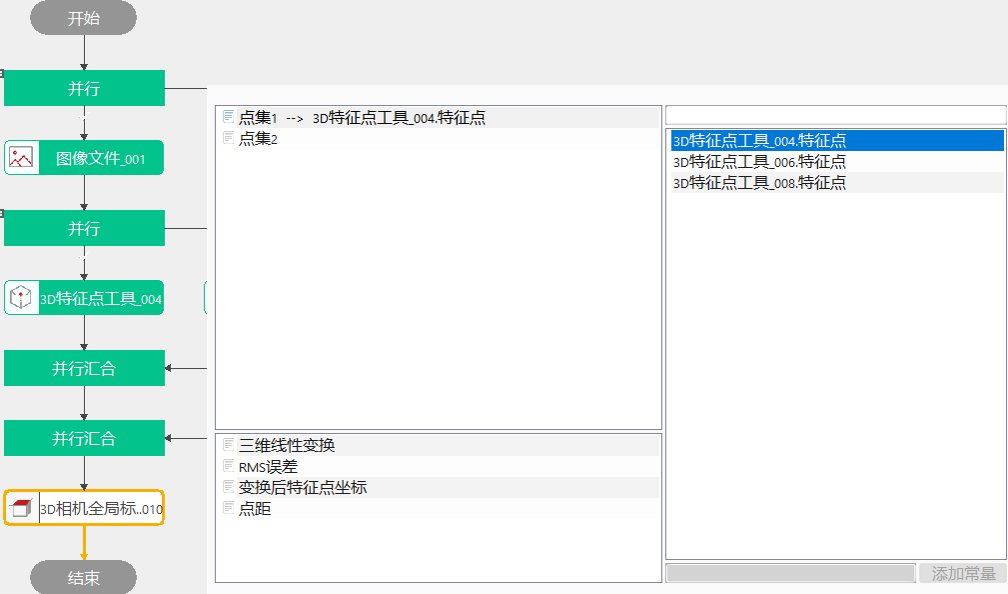 开始
并行
图像文件_001
并行
3D特征点工具_004
并行汇合
并行汇合
3D相机全局标..010
结束
点集1 --> 3D特征点工具_004.特征点
点集2
三维线性变换
RMS误差
变换后特征点坐标
点距
3D特征点工具_004.特征点
3D特征点工具_006.特征点
3D特征点工具_008.特征点
添加常量